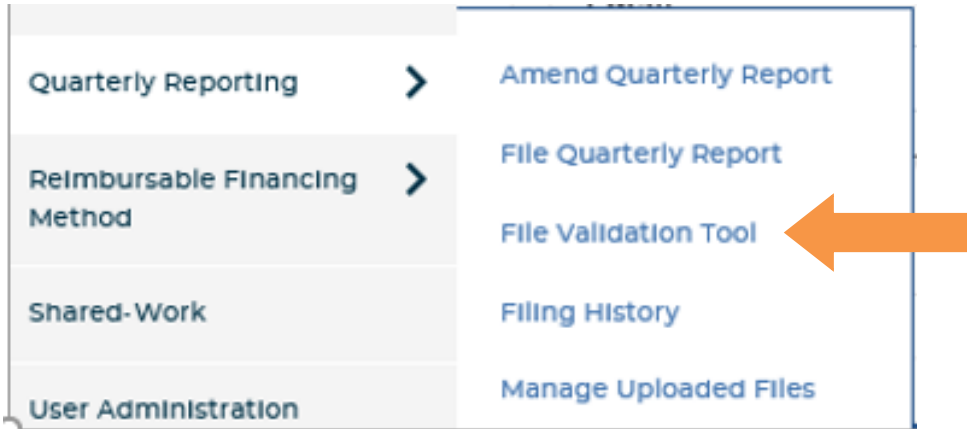 Quarterly Reporting
Reimbursable Financing
Method
Shared-Work
User Administration
Amend Quarterly Report
File Quarterly Report
File Validation Tool
Filing History
Manage Uploaded Files